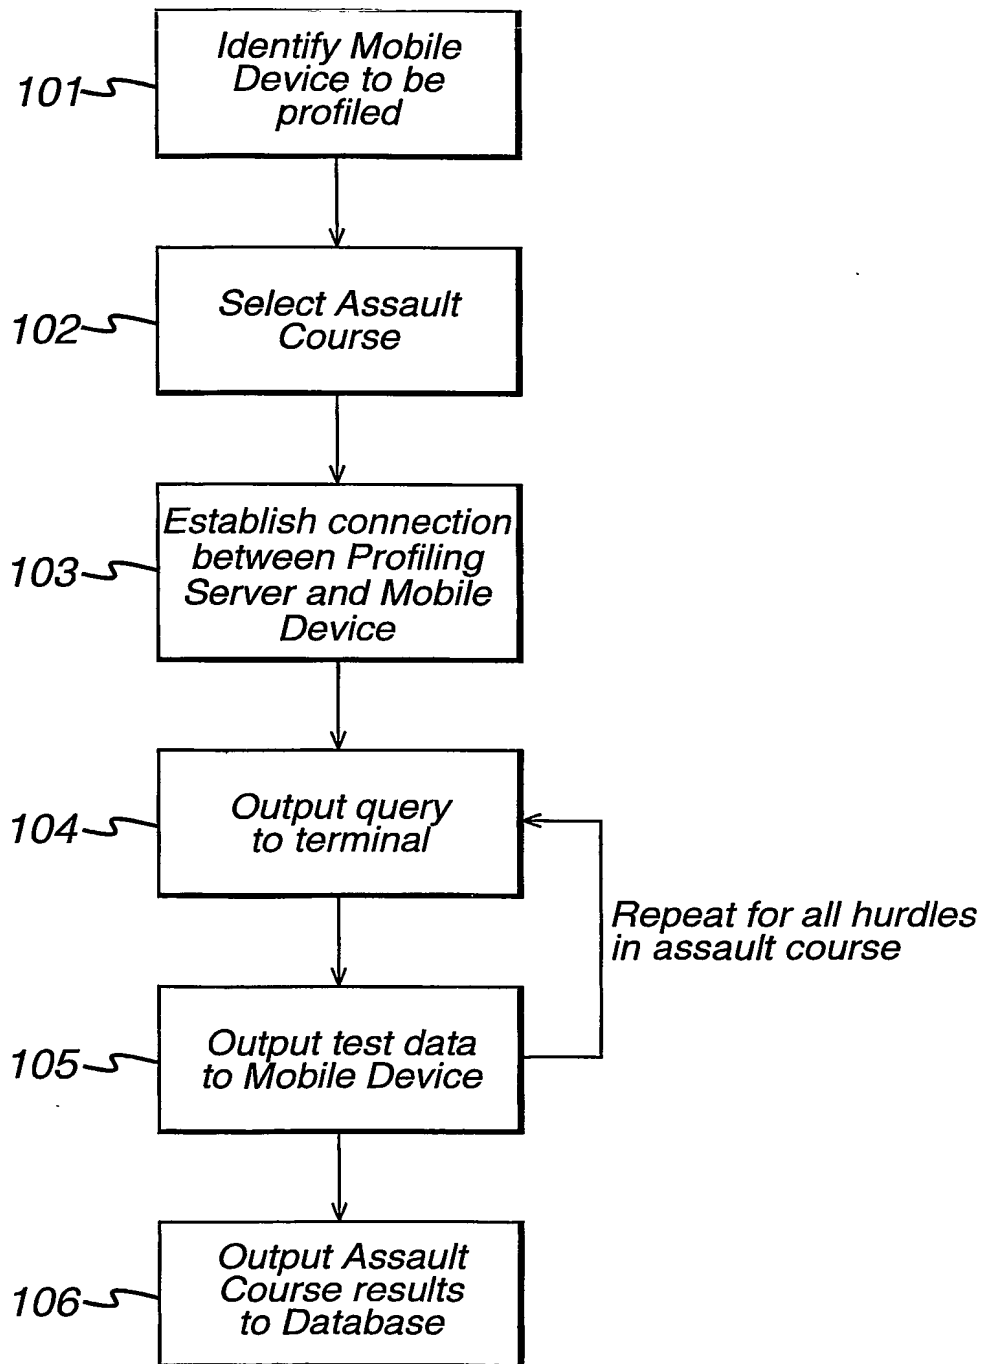 Identify Mobile
Device to be
profiled
101
Select Assault
Course
102
Establish connection
between Profiling
Server and Mobile
Device
103
Output query
to terminal
104
Repeat for all hurdles
in assault course
Output test data
to Mobile Device
105
Output Assault
Course results
to Database
106